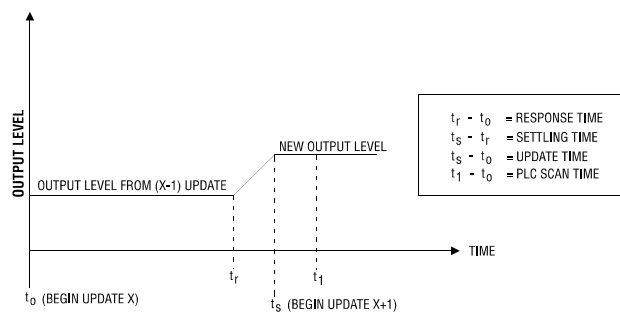 OUTPUT LEVEL
NEW OUTPUT LEVEL
OUTPUT LEVEL FROM (X-1) UPDATE
TIME
tr
t1
to (BEGIN UPDATE X)
ts (BEGIN UPDATE X+1)
tr - to = RESPONSE TIME
ts - tr = SETTLING TIME
ts - to = UPDATE TIME
t1 - to = PLC SCAN TIME